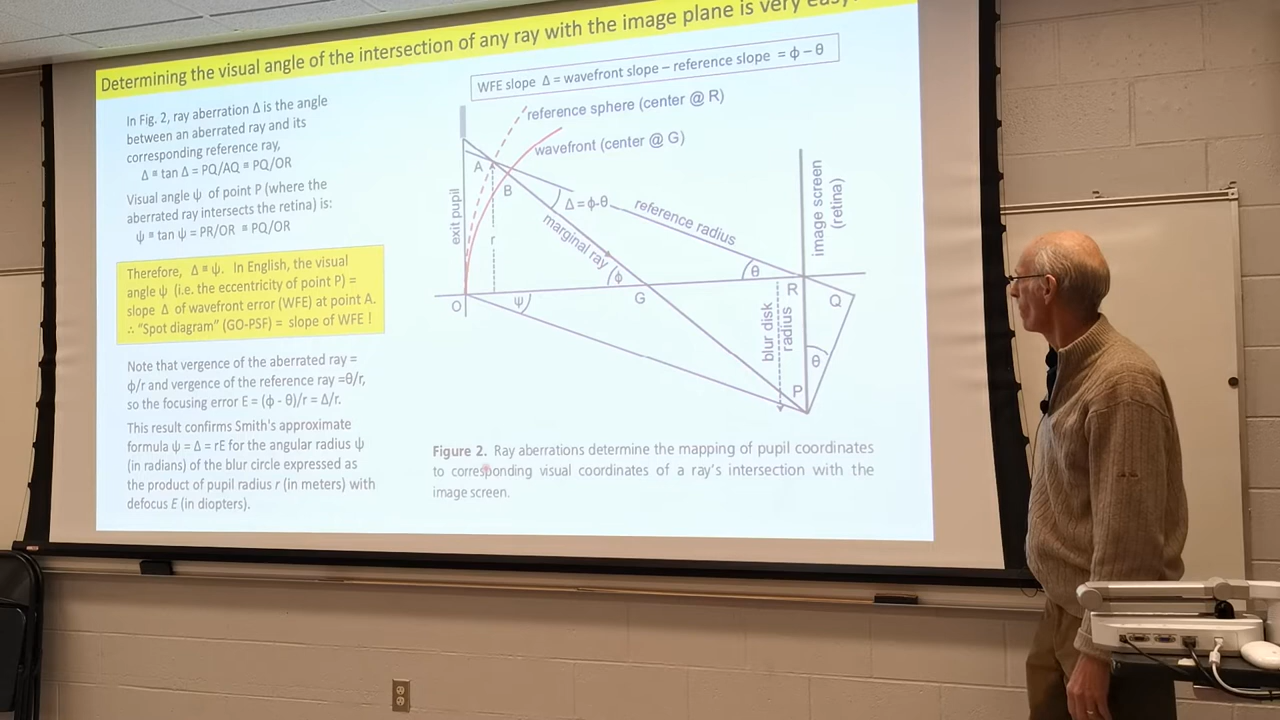 Determining the visual angle of the intersection of any ray with the image plane is very easy!
In Fig. 2, ray aberration Δ is the angle
between an aberrated ray and its
corresponding reference ray,
Δ ≅ tan Δ = PQ/AQ ≅ PQ/OR
Visual angle ψ of point P (where the
aberrated ray intersects the retina) is:
ψ ≅ tan ψ = PR/OR ≅ PQ/OR
Therefore, Δ ≅ ψ. In English, the visual
angle ψ (i.e. the eccentricity of point P) =
slope Δ of wavefront error (WFE) at point A.
∴ "Spot diagram" (GO-PSF) = slope of WFE !
Note that vergence of the aberrated ray =
ϕ/r and vergence of the reference ray =θ/r,
so the focusing error E = (ϕ - θ)/r = Δ/r.
This result confirms Smith's approximate
formula ψ = Δ = rE for the angular radius ψ
(in radians) of the blur circle expressed as
the product of pupil radius r (in meters) with
defocus E (in diopters).
WFE slope Δ = wavefront slope – reference slope = ϕ – θ
reference sphere (center @ R)
wavefront (center @ G)
A
B
exit pupil
r
Δ = ϕ-θ
reference radius
marginal ray
ϕ
θ
image screen
(retina)
O
ψ
G
R
Q
blur disk
radius
θ
P
Figure 2. Ray aberrations determine the mapping of pupil coordinates
to corresponding visual coordinates of a ray's intersection with the
image screen.